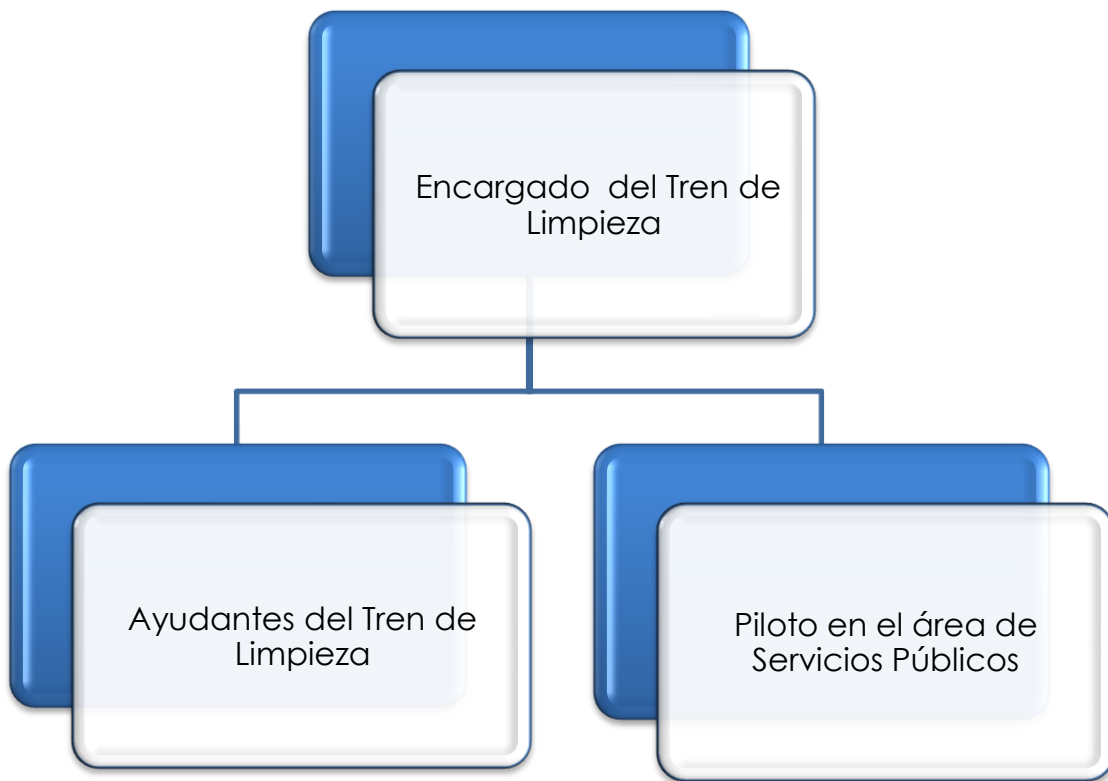 Encargado  del Tren de
Limpieza
Ayudantes del Tren de
Limpieza
Piloto en el área de
Servicios Públicos